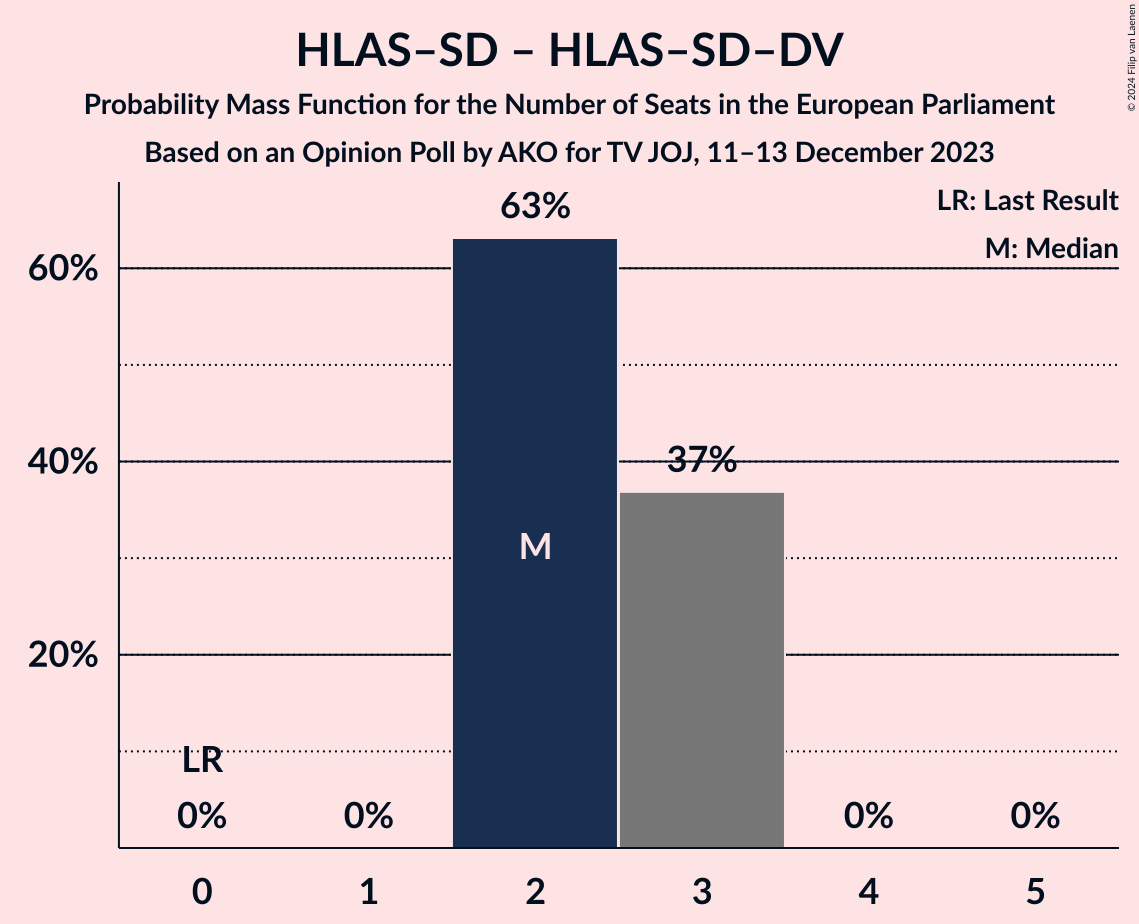 HLAS–SD – HLAS–SD–DV
Probability Mass Function for the Number of Seats in the European Parliament
Based on an Opinion Poll by AKO for TV JOJ, 11–13 December 2023
© 2024 Filip van Laenen
LR: Last Result
M: Median
63%
60%
37%
40%
M
20%
LR
0%
0%
0%
0%
0
1
2
3
4
5